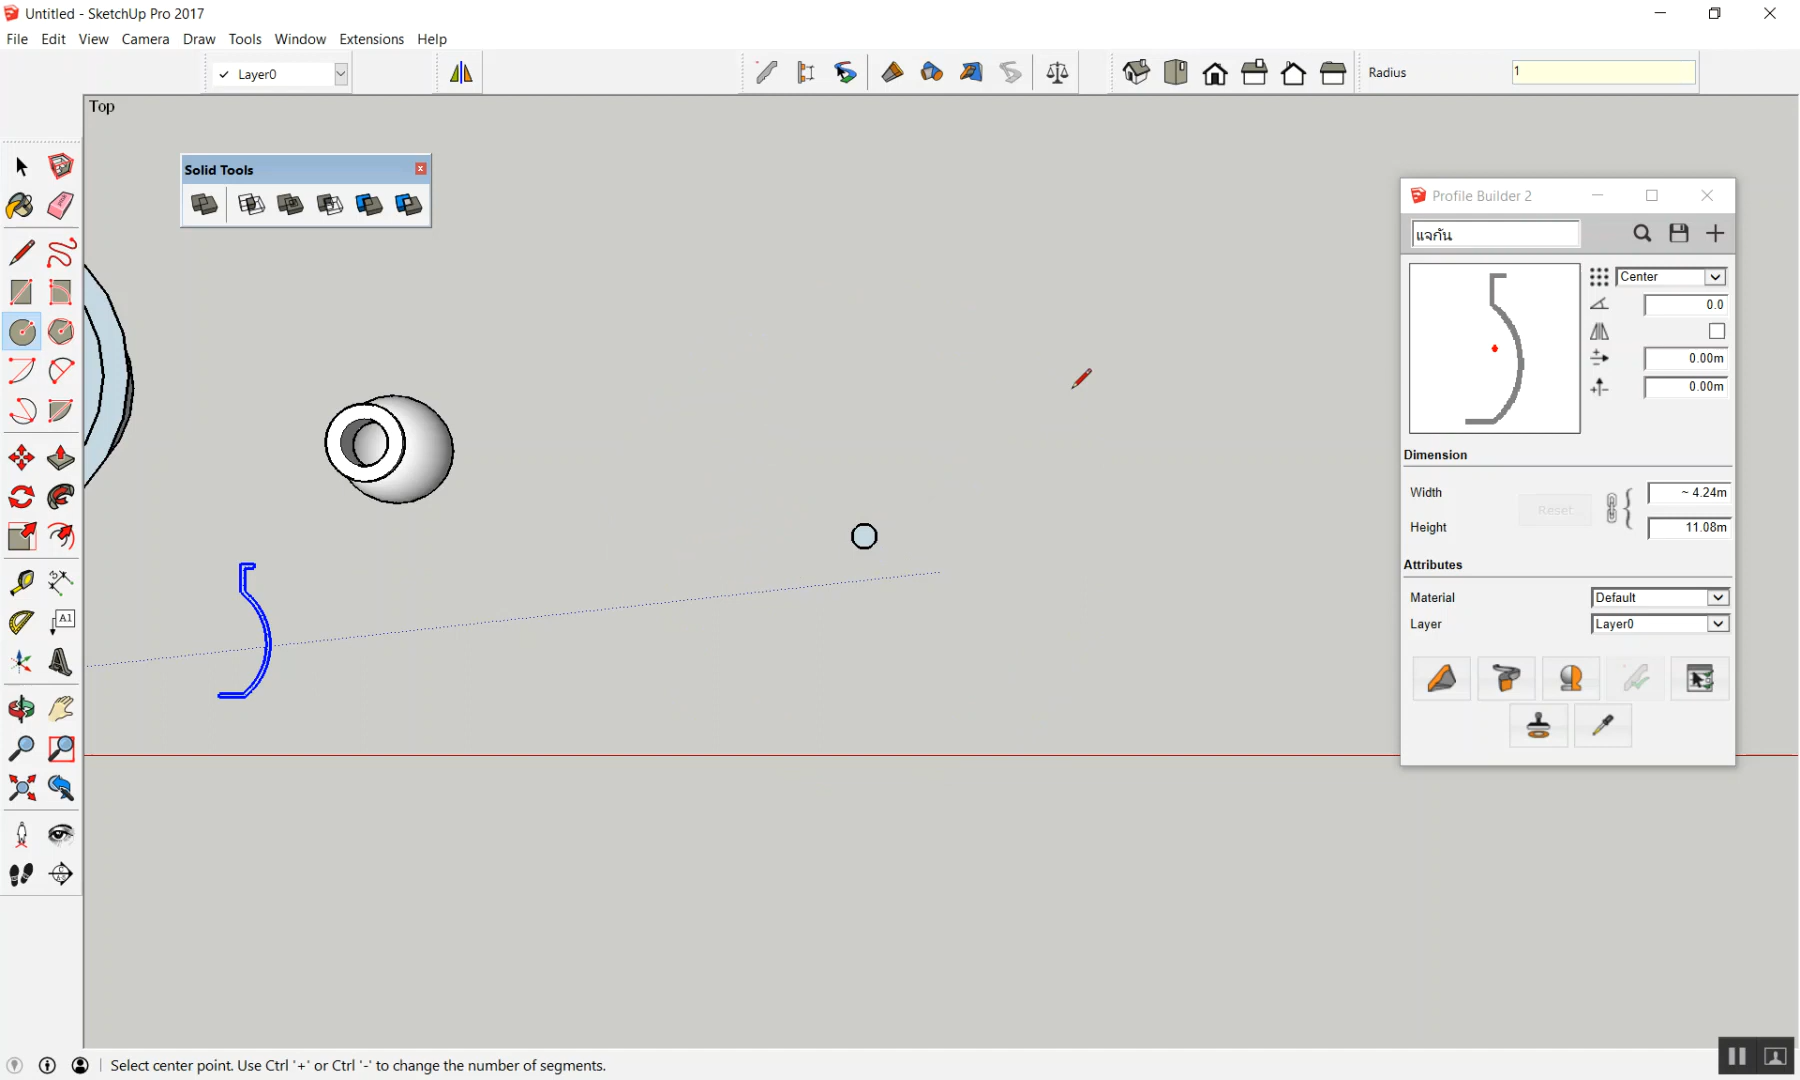 Untitled - SketchUp Pro 2017
File Edit View Camera Draw Tools Window Extensions Help
Layer0
Radius 1
Top
Solid Tools
Profile Builder 2
แจกัน
Center
0.0
0.00m
0.00m
Dimension
Width ~ 4.24m
Reset
Height 11.08m
Attributes
Material Default
Layer Layer0
A1
Select center point. Use Ctrl '+' or Ctrl '-' to change the number of segments.